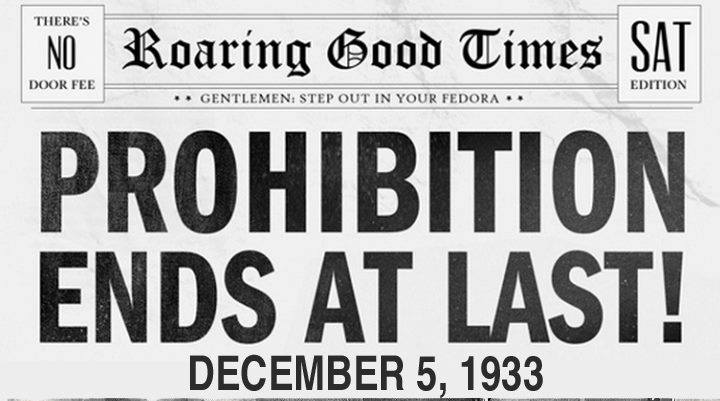 THERE'S
NO
DOOR FEE
Roaring Good Times
SAT
EDITION
** GENTLEMEN: STEP OUT IN YOUR FEDORA **
PROHIBITION
ENDS AT LAST!
DECEMBER 5, 1933